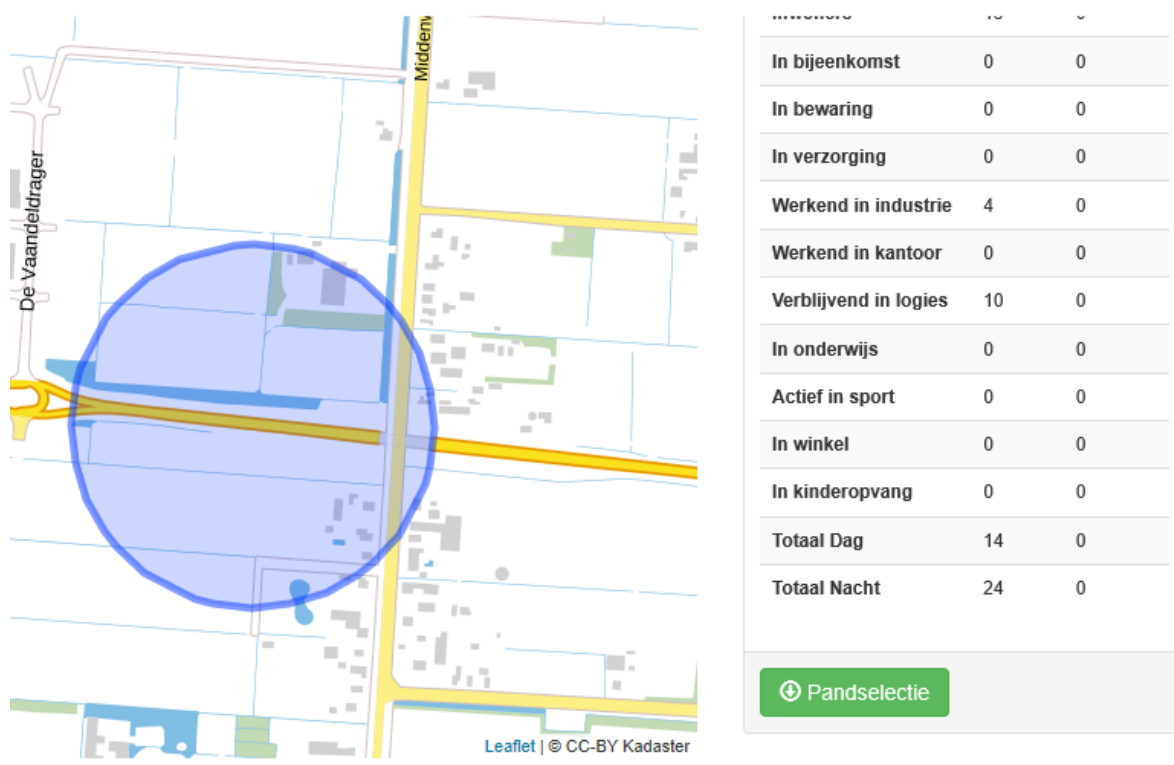 Middenw
De Vaandeldrager
Leaflet | © CC-BY Kadaster
In bijeenkomst 0 0
In bewaring 0 0
In verzorging 0 0
Werkend in industrie 4 0
Werkend in kantoor 0 0
Verblijvend in logies 10 0
In onderwijs 0 0
Actief in sport 0 0
In winkel 0 0
In kinderopvang 0 0
Totaal Dag 14 0
Totaal Nacht 24 0
Pandselectie